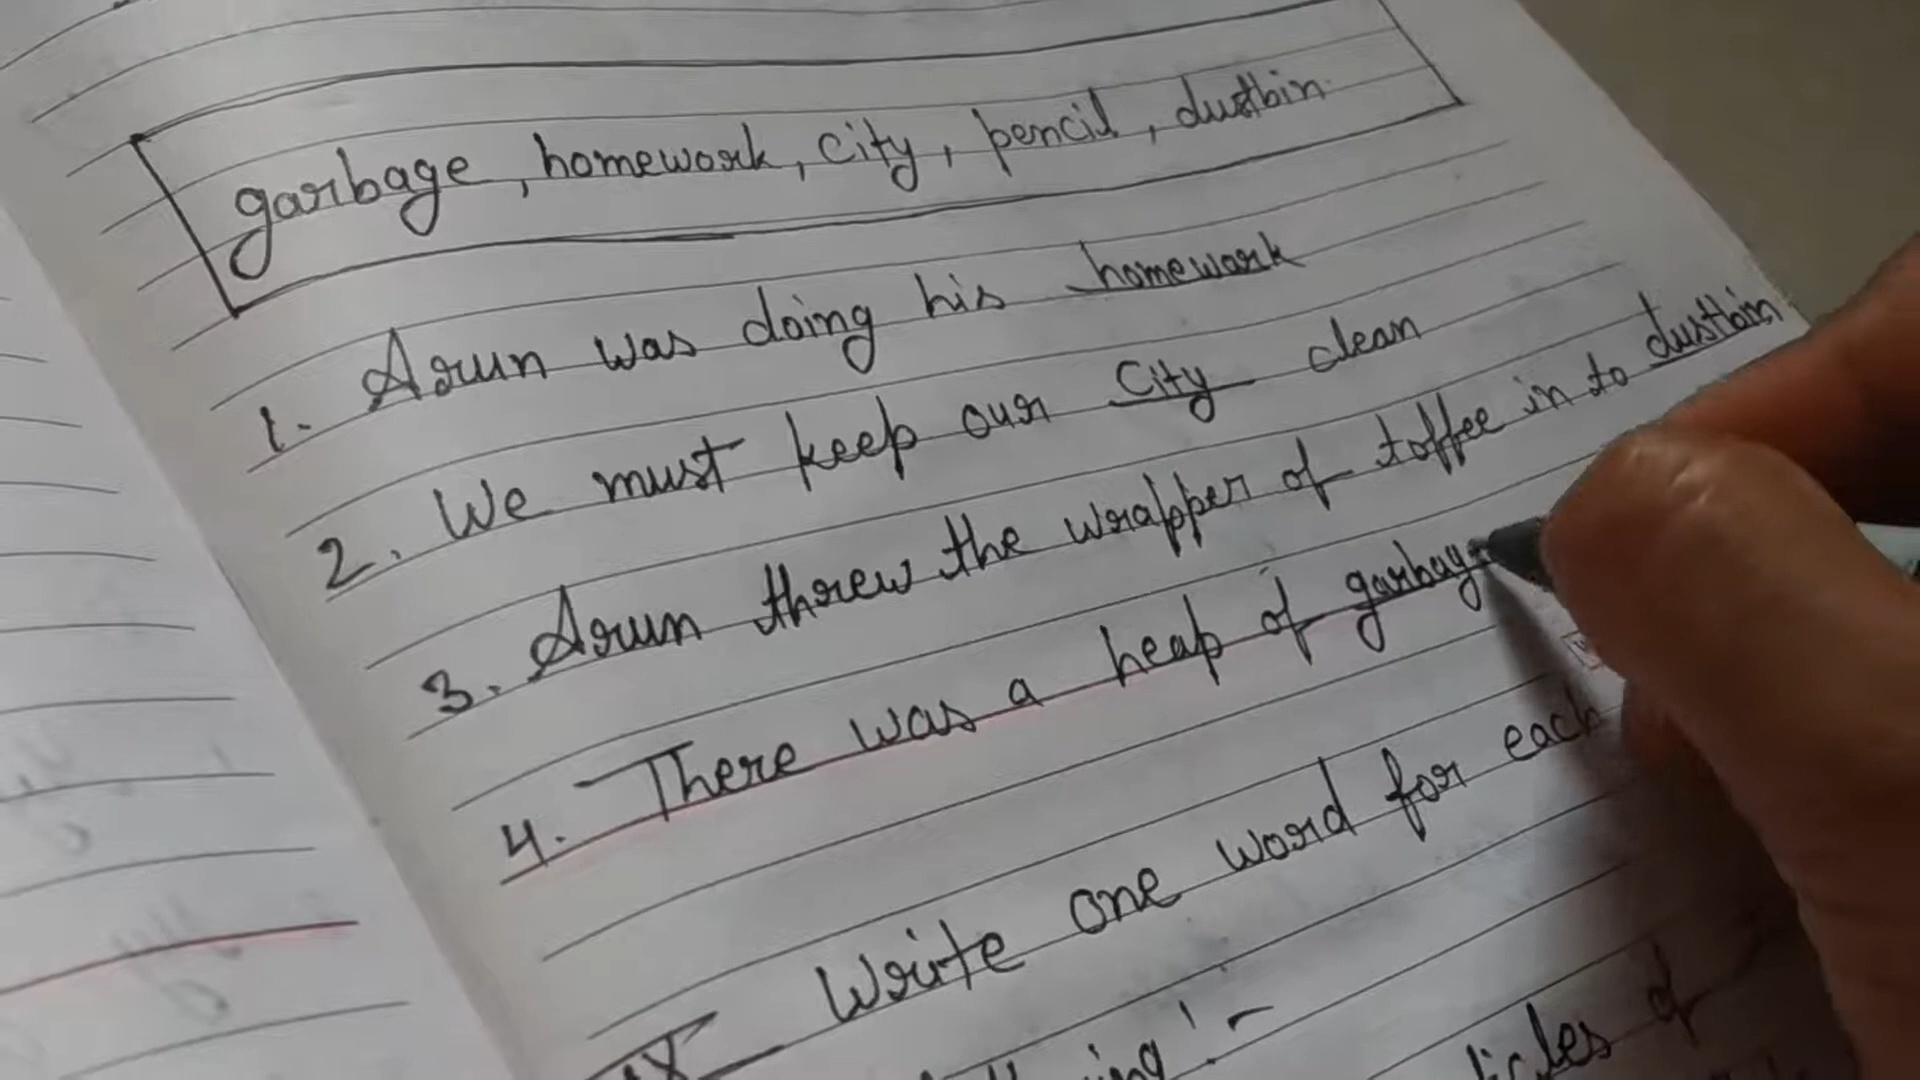 garbage, homework, city, pencil, dustbin
1. Arun was doing his homework
2. We must keep our City clean
3. Arun threw the wrapper of toffee in to dustbin
4. There was a heap of garbage
IX Write one word for each